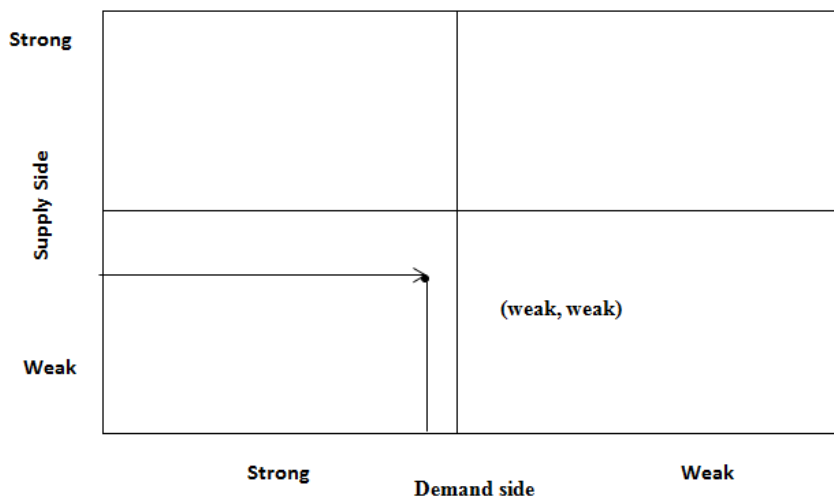 Strong
Supply Side
(weak, weak)
Weak
Strong
Weak
Demand side